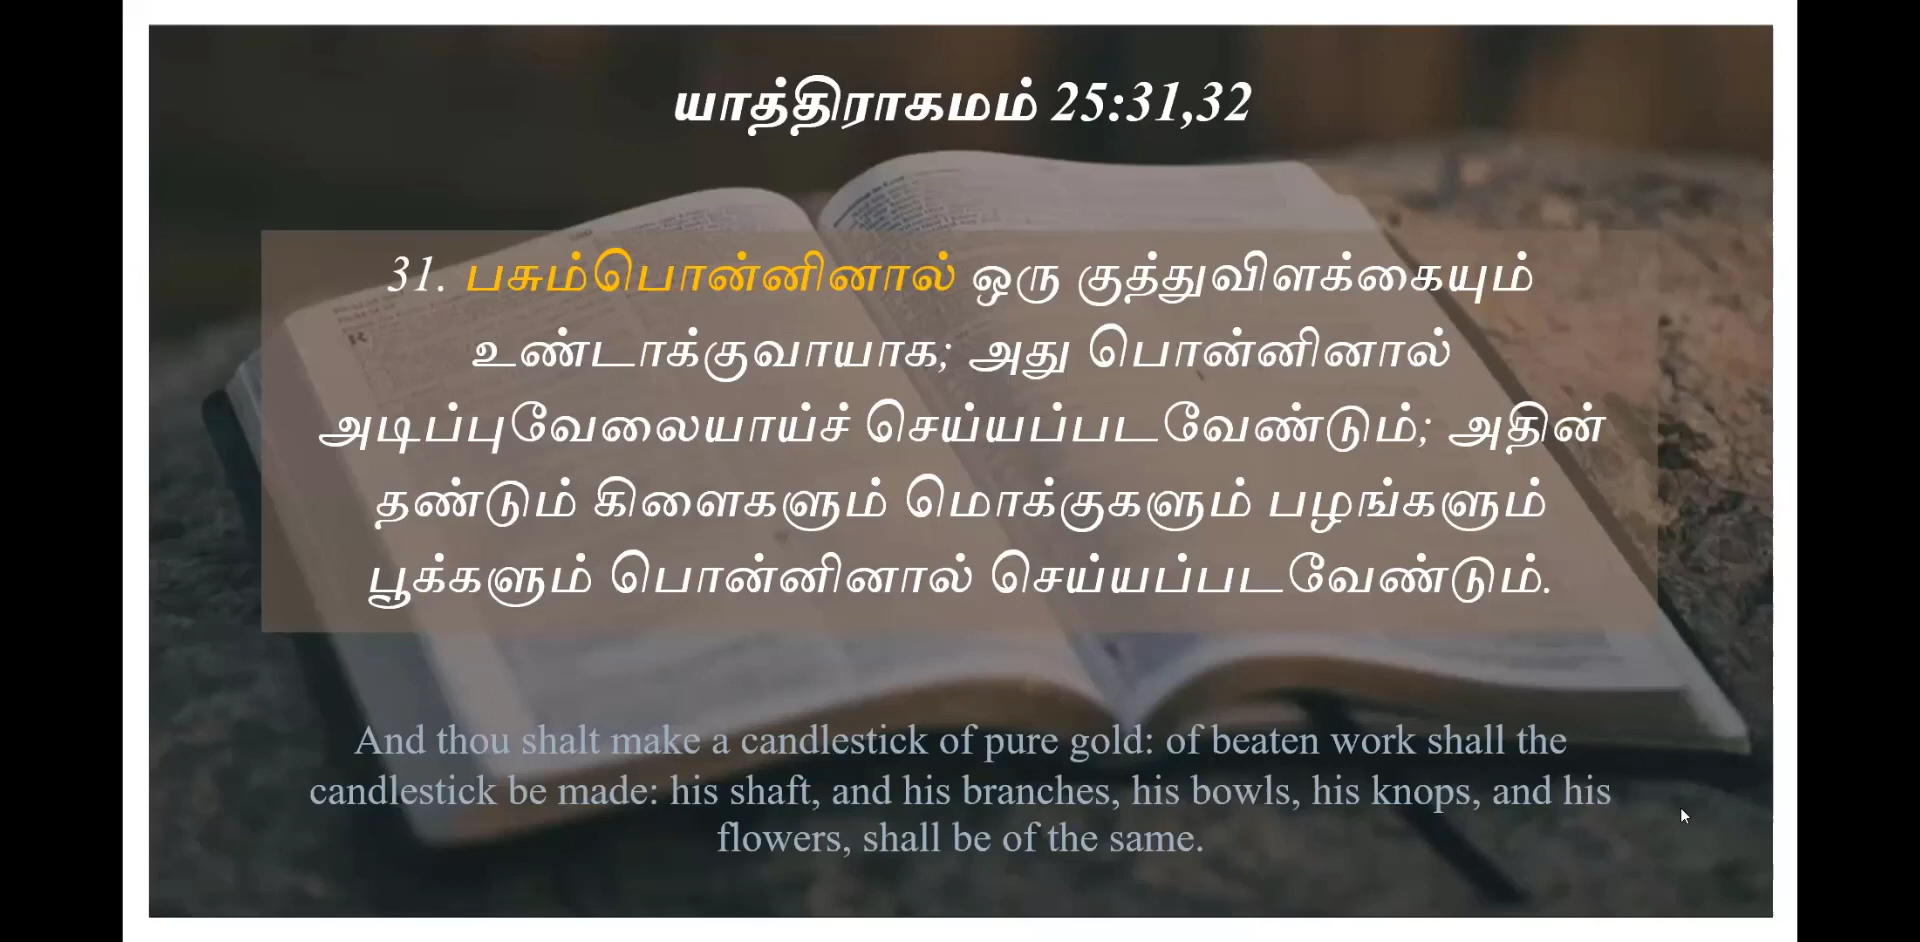 யாத்திராகமம் 25:31,32
31. பசும்பொன்னினால் ஒரு குத்துவிளக்கையும்
உண்டாக்குவாயாக; அது பொன்னினால்
அடிப்புவேலையாய்ச் செய்யப்படவேண்டும்; அதின்
தண்டும் கிளைகளும் மொக்குகளும் பழங்களும்
பூக்களும் பொன்னினால் செய்யப்படவேண்டும்.
And thou shalt make a candlestick of pure gold: of beaten work shall the
candlestick be made: his shaft, and his branches, his bowls, his knops, and his
flowers, shall be of the same.